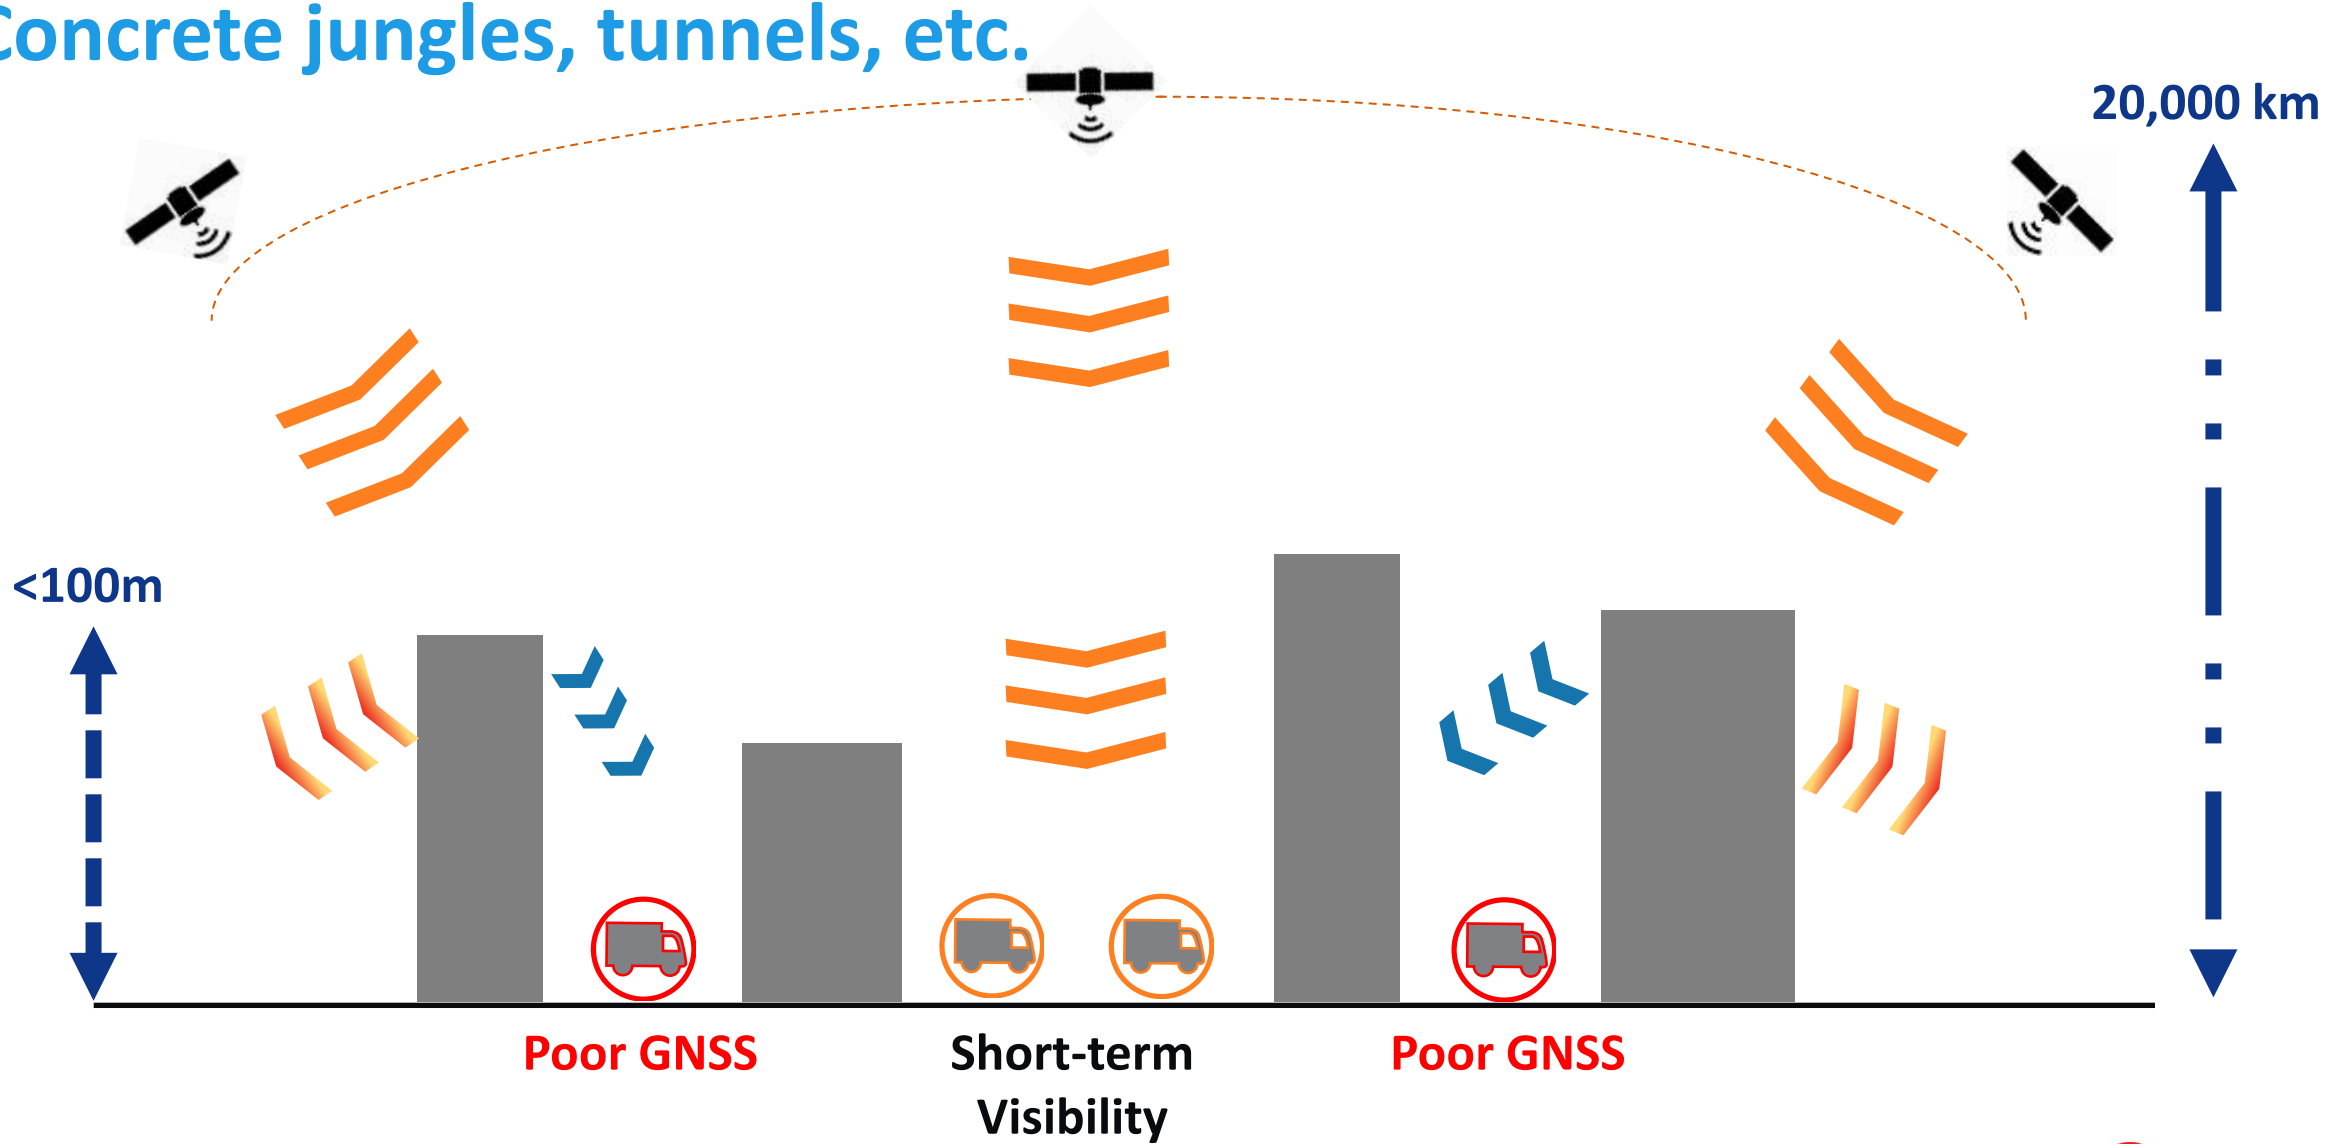 Concrete jungles, tunnels, etc.
20,000 km
<100m
Poor GNSS
Short-term
Visibility
Poor GNSS